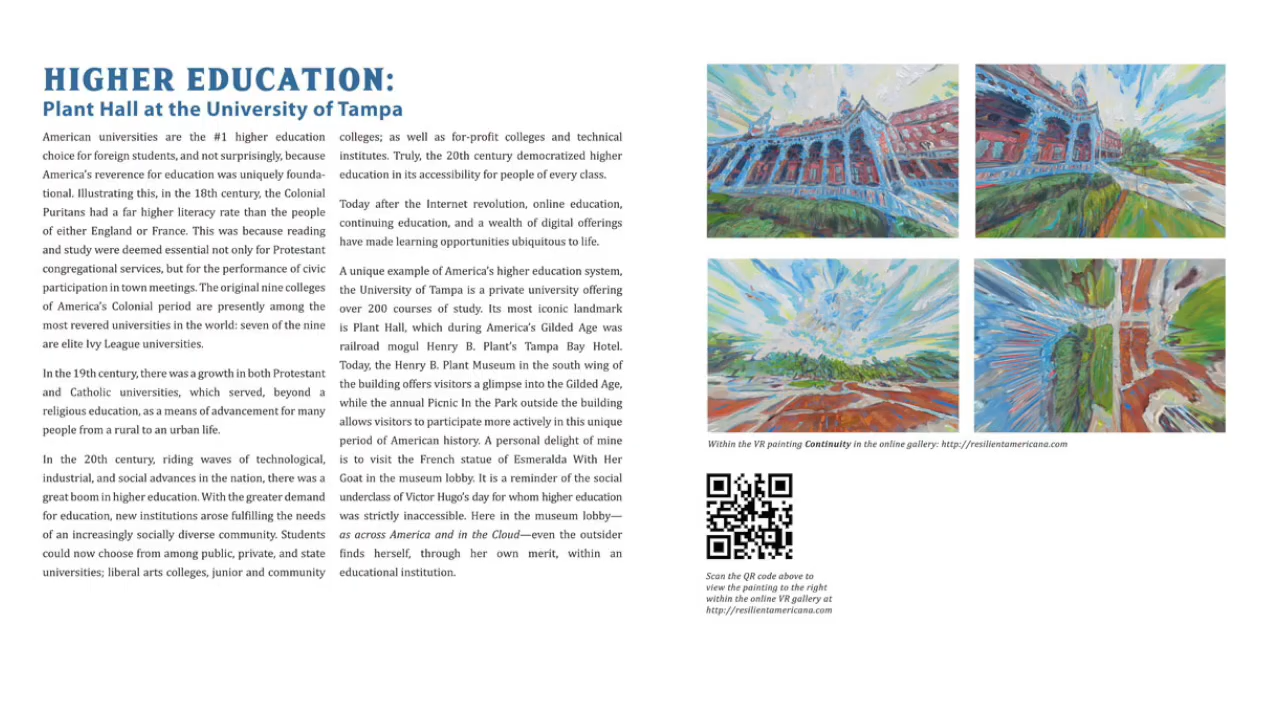 HIGHER EDUCATION:
Plant Hall at the University of Tampa
American universities are the #1 higher education
choice for foreign students, and not surprisingly, because
America's reverence for education was uniquely founda-
tional. Illustrating this, in the 18th century, the Colonial
Puritans had a far higher literacy rate than the people
of either England or France. This was because reading
and study were deemed essential not only for Protestant
congregational services, but for the performance of civic
participation in town meetings. The original nine colleges
of America's Colonial period are presently among the
most revered universities in the world: seven of the nine
are elite Ivy League universities.
In the 19th century, there was a growth in both Protestant
and Catholic universities, which served, beyond a
religious education, as a means of advancement for many
people from a rural to an urban life.
In the 20th century, riding waves of technological,
industrial, and social advances in the nation, there was a
great boom in higher education. With the greater demand
for education, new institutions arose fulfilling the needs
of an increasingly socially diverse community. Students
could now choose from among public, private, and state
universities; liberal arts colleges, junior and community
colleges; as well as for-profit colleges and technical
institutes. Truly, the 20th century democratized higher
education in its accessibility for people of every class.
Today after the Internet revolution, online education,
continuing education, and a wealth of digital offerings
have made learning opportunities ubiquitous to life.
A unique example of America's higher education system,
the University of Tampa is a private university offering
over 200 courses of study. Its most iconic landmark
is Plant Hall, which during America's Gilded Age was
railroad mogul Henry B. Plant's Tampa Bay Hotel.
Today, the Henry B. Plant Museum in the south wing of
the building offers visitors a glimpse into the Gilded Age,
while the annual Picnic In the Park outside the building
allows visitors to participate more actively in this unique
period of American history. A personal delight of mine
is to visit the French statue of Esmeralda With Her
Goat in the museum lobby. It is a reminder of the social
underclass of Victor Hugo's day for whom higher education
was strictly inaccessible. Here in the museum lobby—
as across America and in the Cloud—even the outsider
finds herself, through her own merit, within an
educational institution.
Within the VR painting Continuity in the online gallery: http://resilientamericana.com
Scan the QR code above to
view the painting to the right
within the online VR gallery at
http://resilientamericana.com